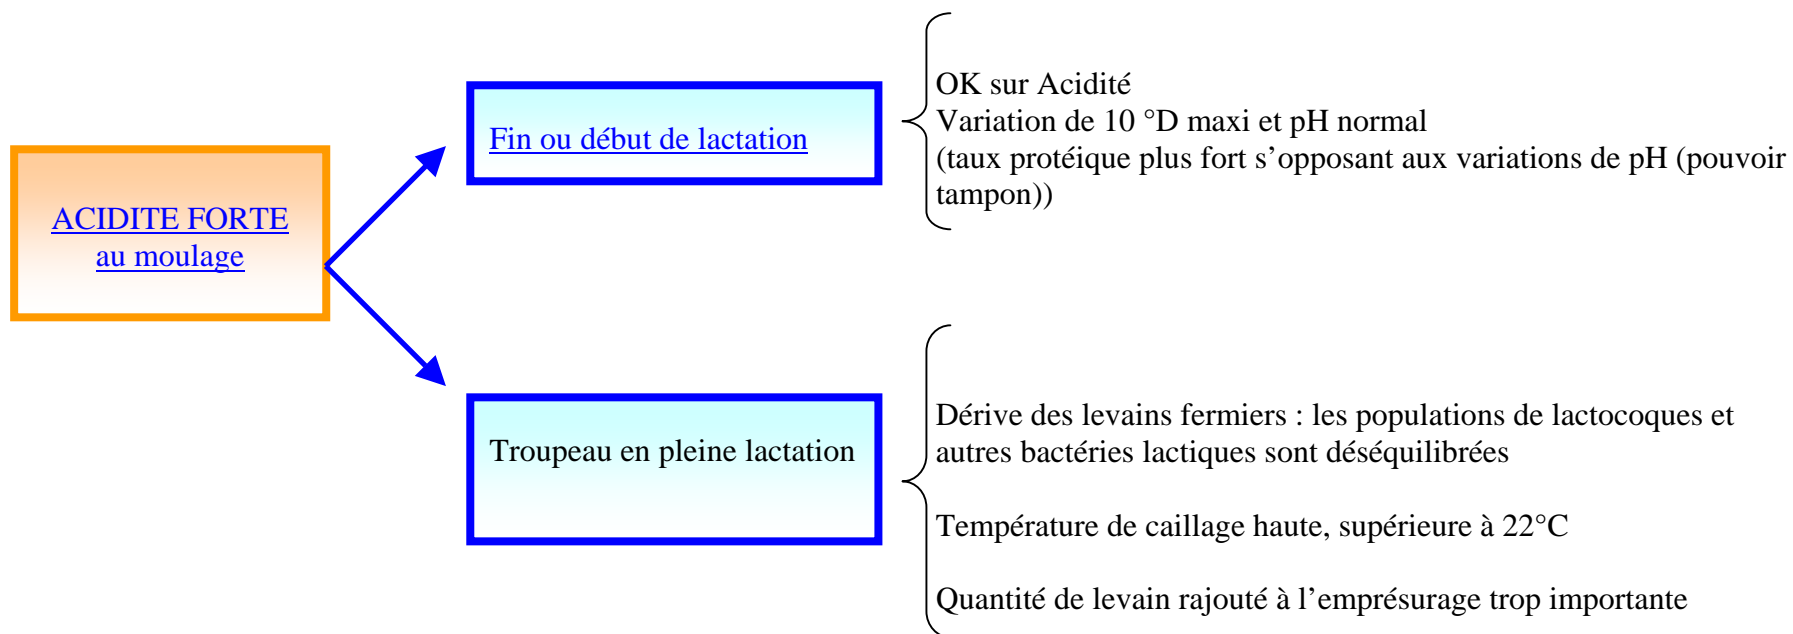 ACIDITE FORTE
au moulage
Fin ou début de lactation
OK sur Acidité
Variation de 10 °D maxi et pH normal
(taux protéique plus fort s’opposant aux variations de pH (pouvoir
tampon))
Troupeau en pleine lactation
Dérive des levains fermiers : les populations de lactocoques et
autres bactéries lactiques sont déséquilibrées
Température de caillage haute, supérieure à 22°C
Quantité de levain rajouté à l’emprésurage trop importante